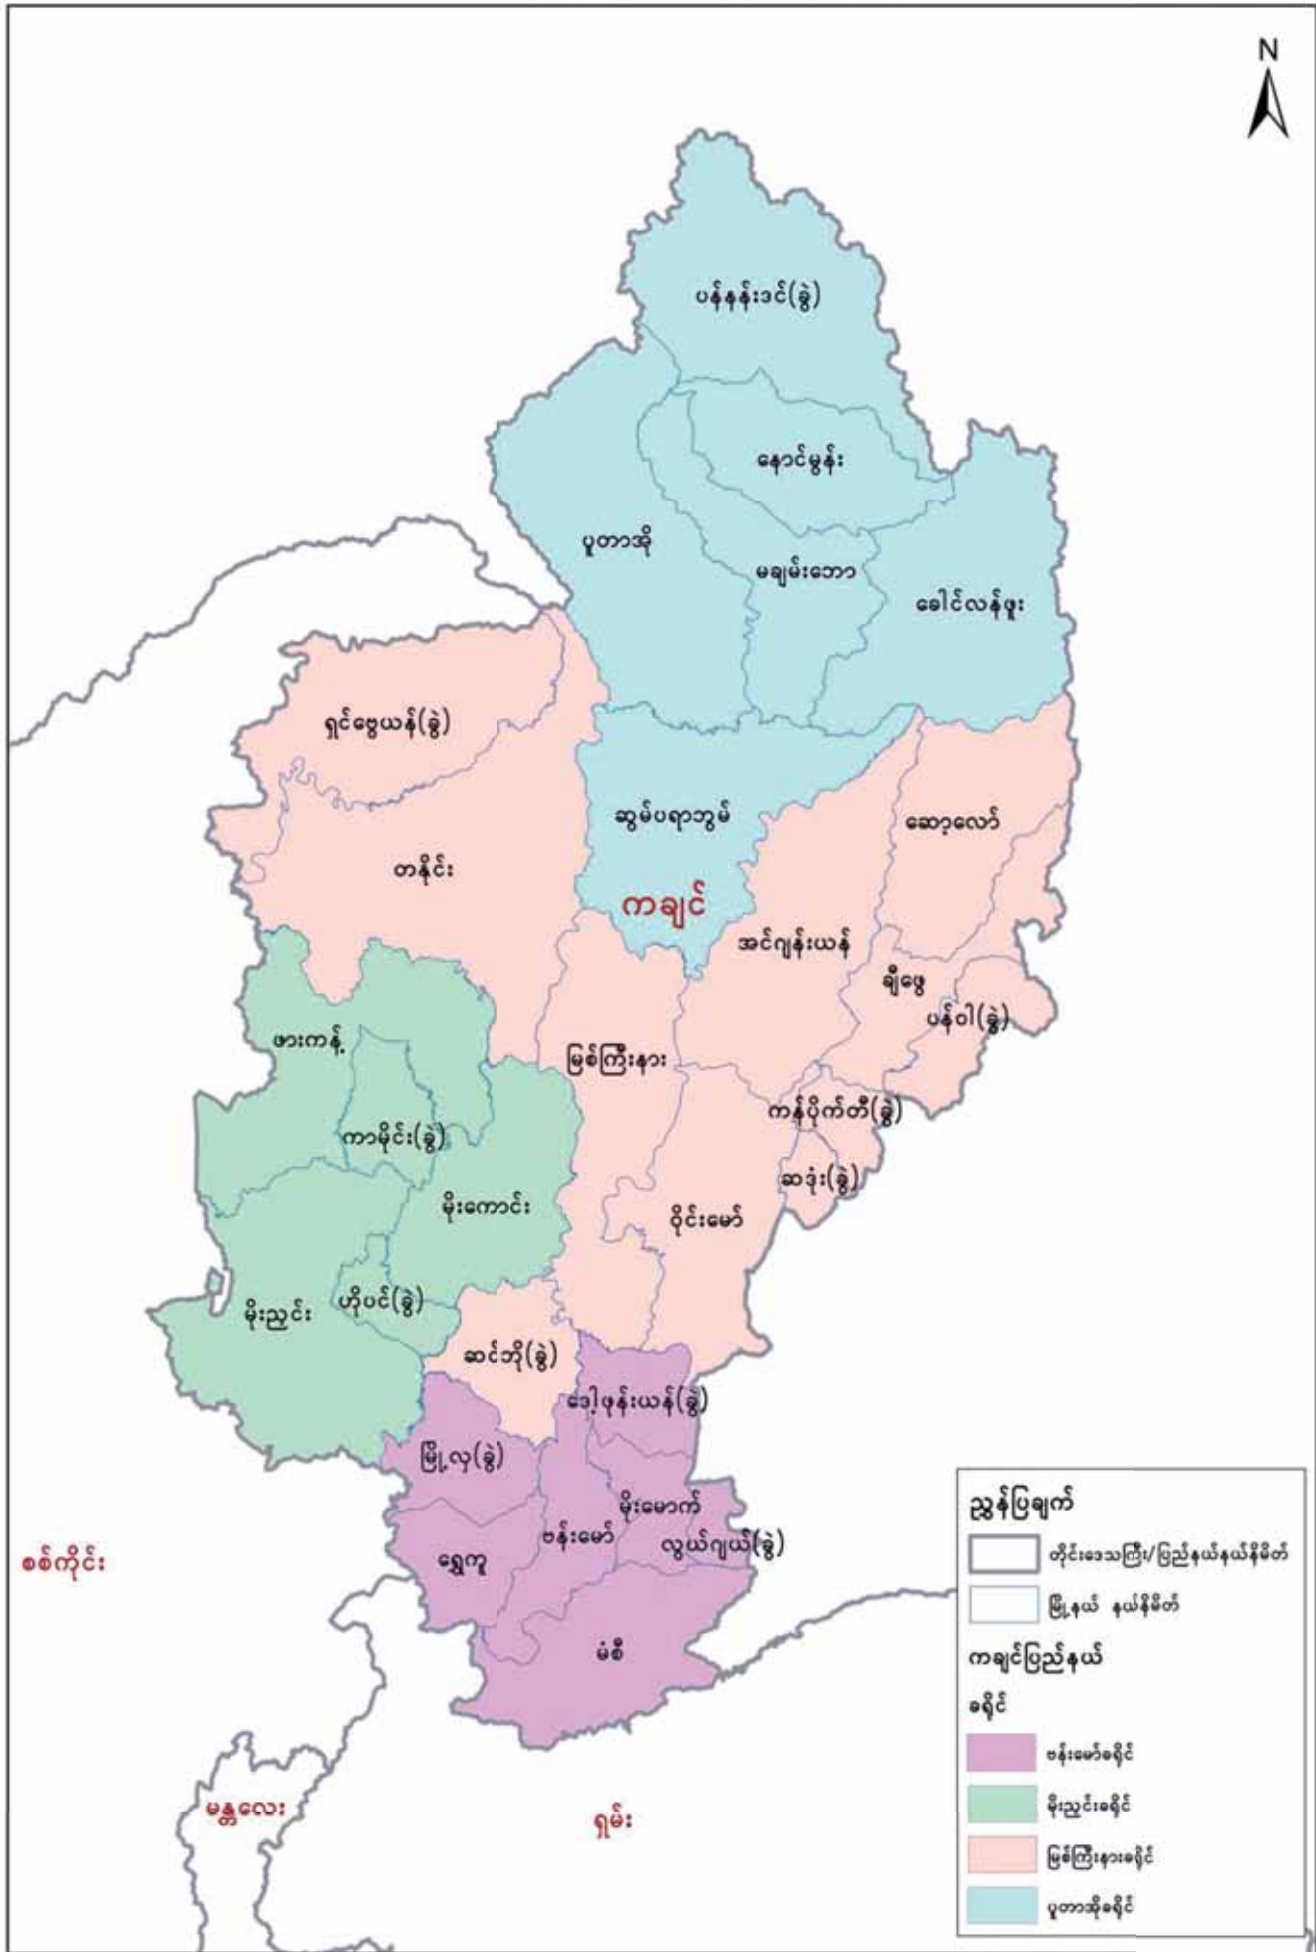 N
ပန်နန်းဒင်(ခွဲ)
နောင်မွန်း
ပူတာအို
မချမ်းဘော
ခေါင်လန်ဖူး
ရှင်ဗွေယန်(ခွဲ)
ဆွမ်ပရာဘွမ်
ဆော့လော်
တနိုင်း
ကချင်
အင်ဂျန်းယန်
ချီဖွေ
ပန်ဝါ(ခွဲ)
ဖားကန့်
မြစ်ကြီးနား
ကန်ပိုက်တီ(ခွဲ)
ကာမိုင်း(ခွဲ)
ဆဒုံး(ခွဲ)
မိုးကောင်း
ဝိုင်းမော်
ဟိုပင်(ခွဲ)
မိုးညှင်း
ဆင်ဘို(ခွဲ)
ဒေါ့ဖုန်းယန်(ခွဲ)
မြို့လှ(ခွဲ)
မိုးမောက်
ဗန်းမော်
လွယ်ဂျယ်(ခွဲ)
ရွှေကူ
မံစီ
စစ်ကိုင်း
မန္တလေး
ရှမ်း
ညွှန်ပြချက်
တိုင်းဒေသကြီး/ပြည်နယ်နယ်နိမိတ်
မြို့နယ် နယ်နိမိတ်
ကချင်ပြည်နယ်
ခရိုင်
ဗန်းမော်ခရိုင်
မိုးညှင်းခရိုင်
မြစ်ကြီးနားခရိုင်
ပူတာအိုခရိုင်